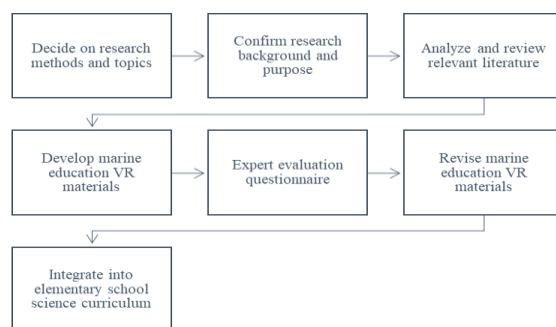 Decide on research
methods and topics
Confirm research
background and
purpose
Analyze and review
relevant literature
Develop marine
education VR
materials
Expert evaluation
questionnaire
Revise marine
education VR
materials
Integrate into
elementary school
science curriculum